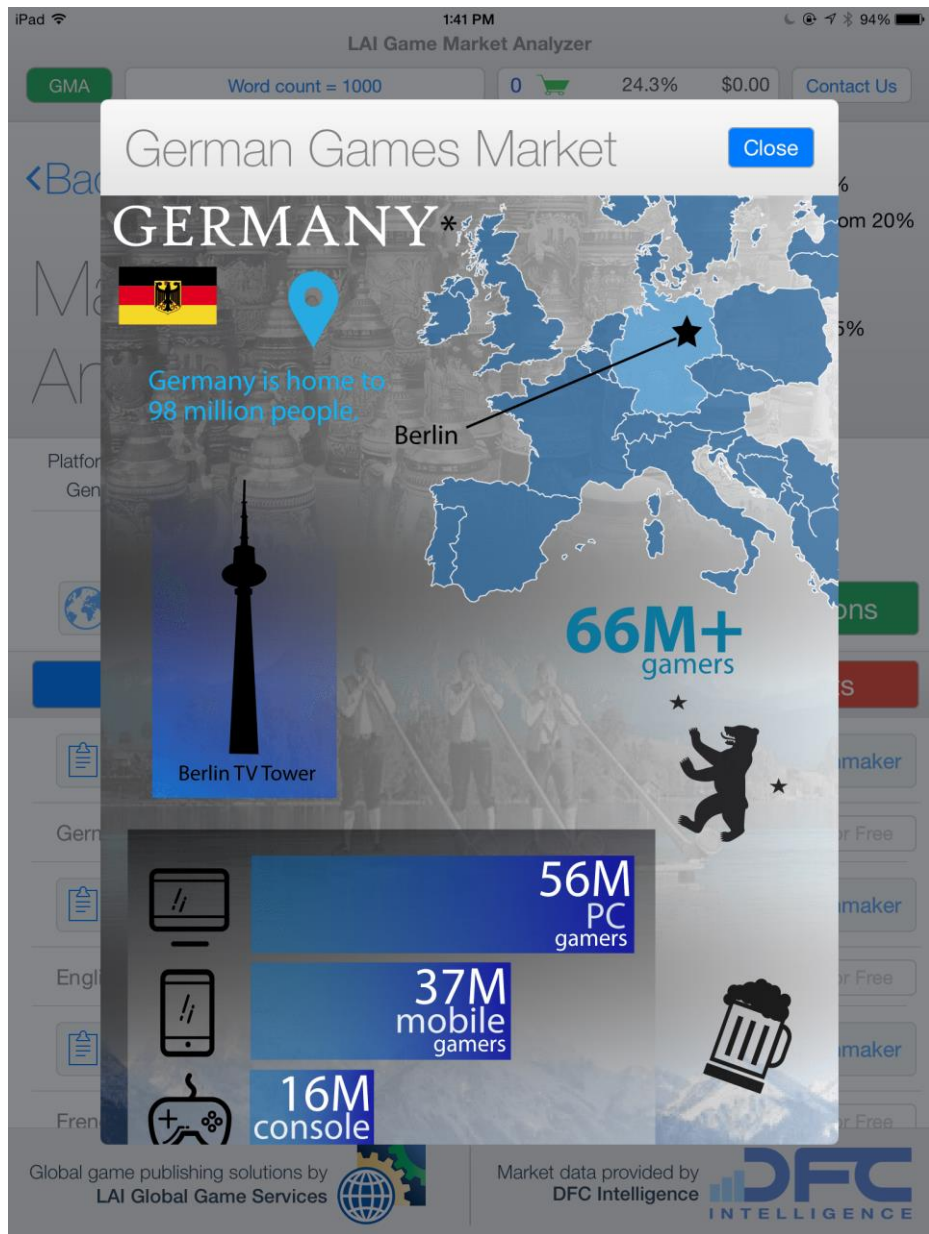 iPad
1:41 PM
94%
LAI Game Market Analyzer
GMA
Word count = 1000
0
24.3%
$0.00
Contact Us
German Games Market
Close
GERMANY*
om 20%
5%
Germany is home to
98 million people.
Berlin
66M+
gamers
Berlin TV Tower
56M
PC
gamers
37M
mobile
gamers
16M
console
Global game publishing solutions by
LAI Global Game Services
Market data provided by
DFC Intelligence
DFC
INTELLIGENCE